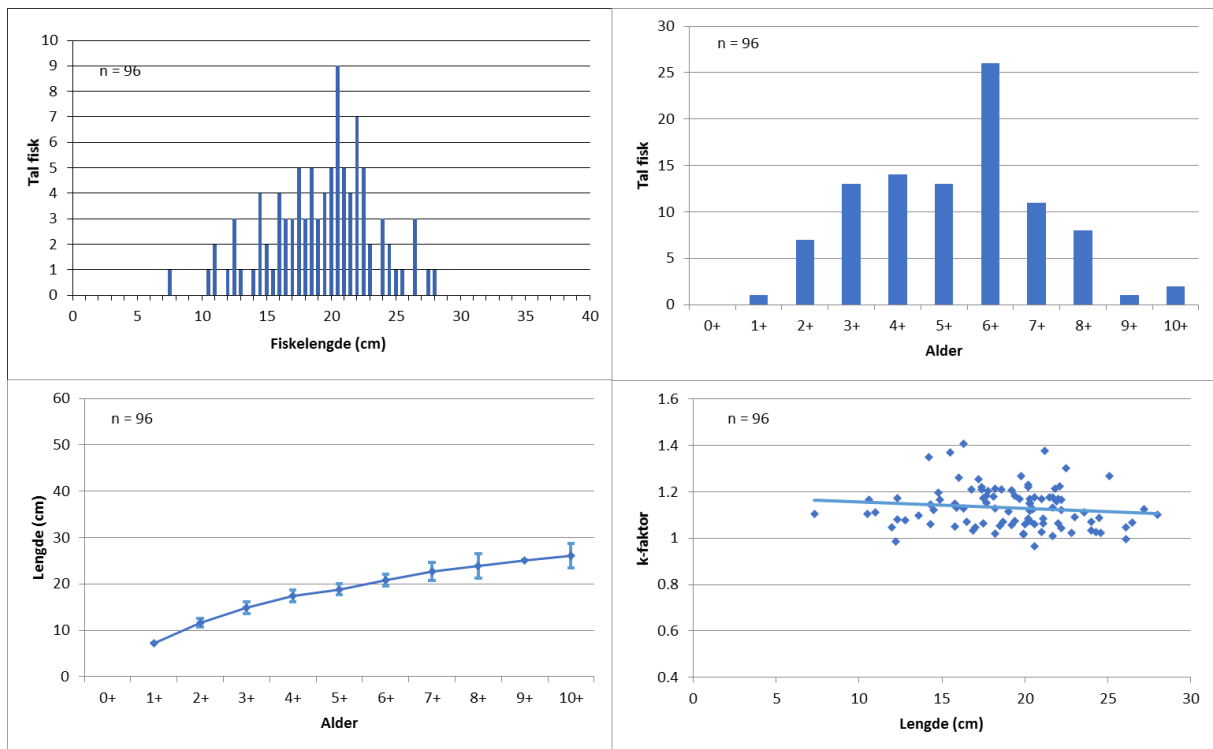 n = 96
Tal fisk
10
9
8
7
6
5
4
3
2
1
0
0 5 10 15 20 25 30 35 40
Fiskelengde (cm)
n = 96
Tal fisk
30
25
20
15
10
5
0
0+ 1+ 2+ 3+ 4+ 5+ 6+ 7+ 8+ 9+ 10+
Alder
n = 96
Lengde (cm)
60
50
40
30
20
10
0
0+ 1+ 2+ 3+ 4+ 5+ 6+ 7+ 8+ 9+ 10+
Alder
n = 96
k-faktor
1.6
1.4
1.2
1
0.8
0.6
0.4
0 5 10 15 20 25 30
Lengde (cm)